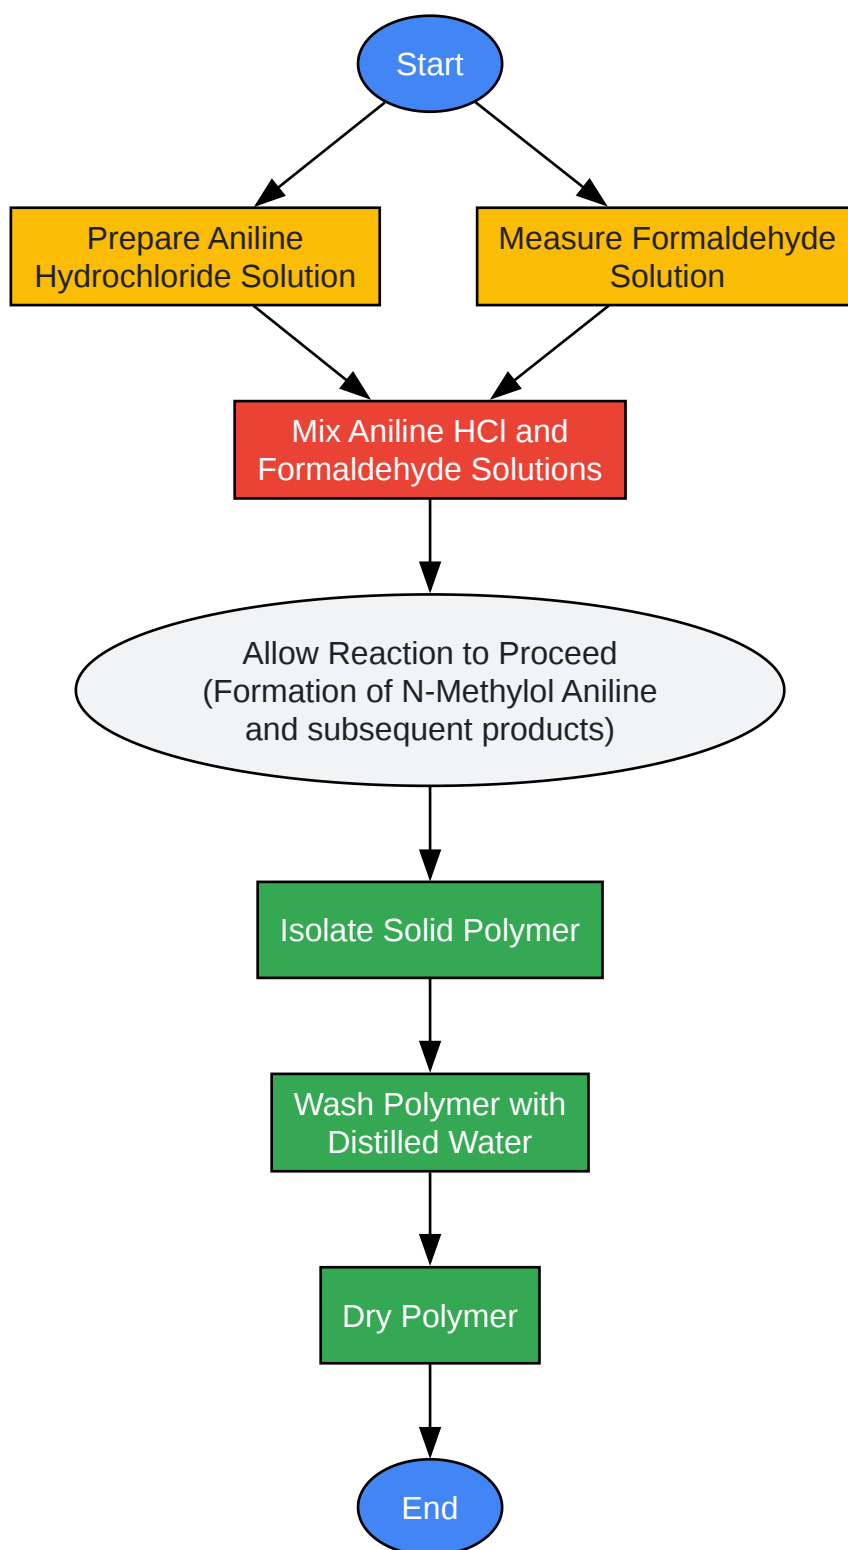 Start
Prepare Aniline
Hydrochloride Solution
Measure Formaldehyde
Solution
Mix Aniline HCl and
Formaldehyde Solutions
Allow Reaction to Proceed
(Formation of N-Methylol Aniline
and subsequent products)
Isolate Solid Polymer
Wash Polymer with
Distilled Water
Dry Polymer
End